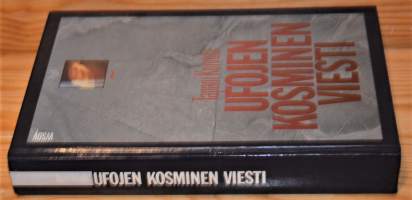 UFOJEN
KOSMINEN
VIESTI
UFOJEN KOSMINEN VIESTI